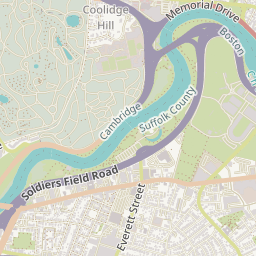 Coolidge
Hill
Memorial Drive
Boston
Cambridge
Suffolk County
Soldiers Field Road
Everett Street